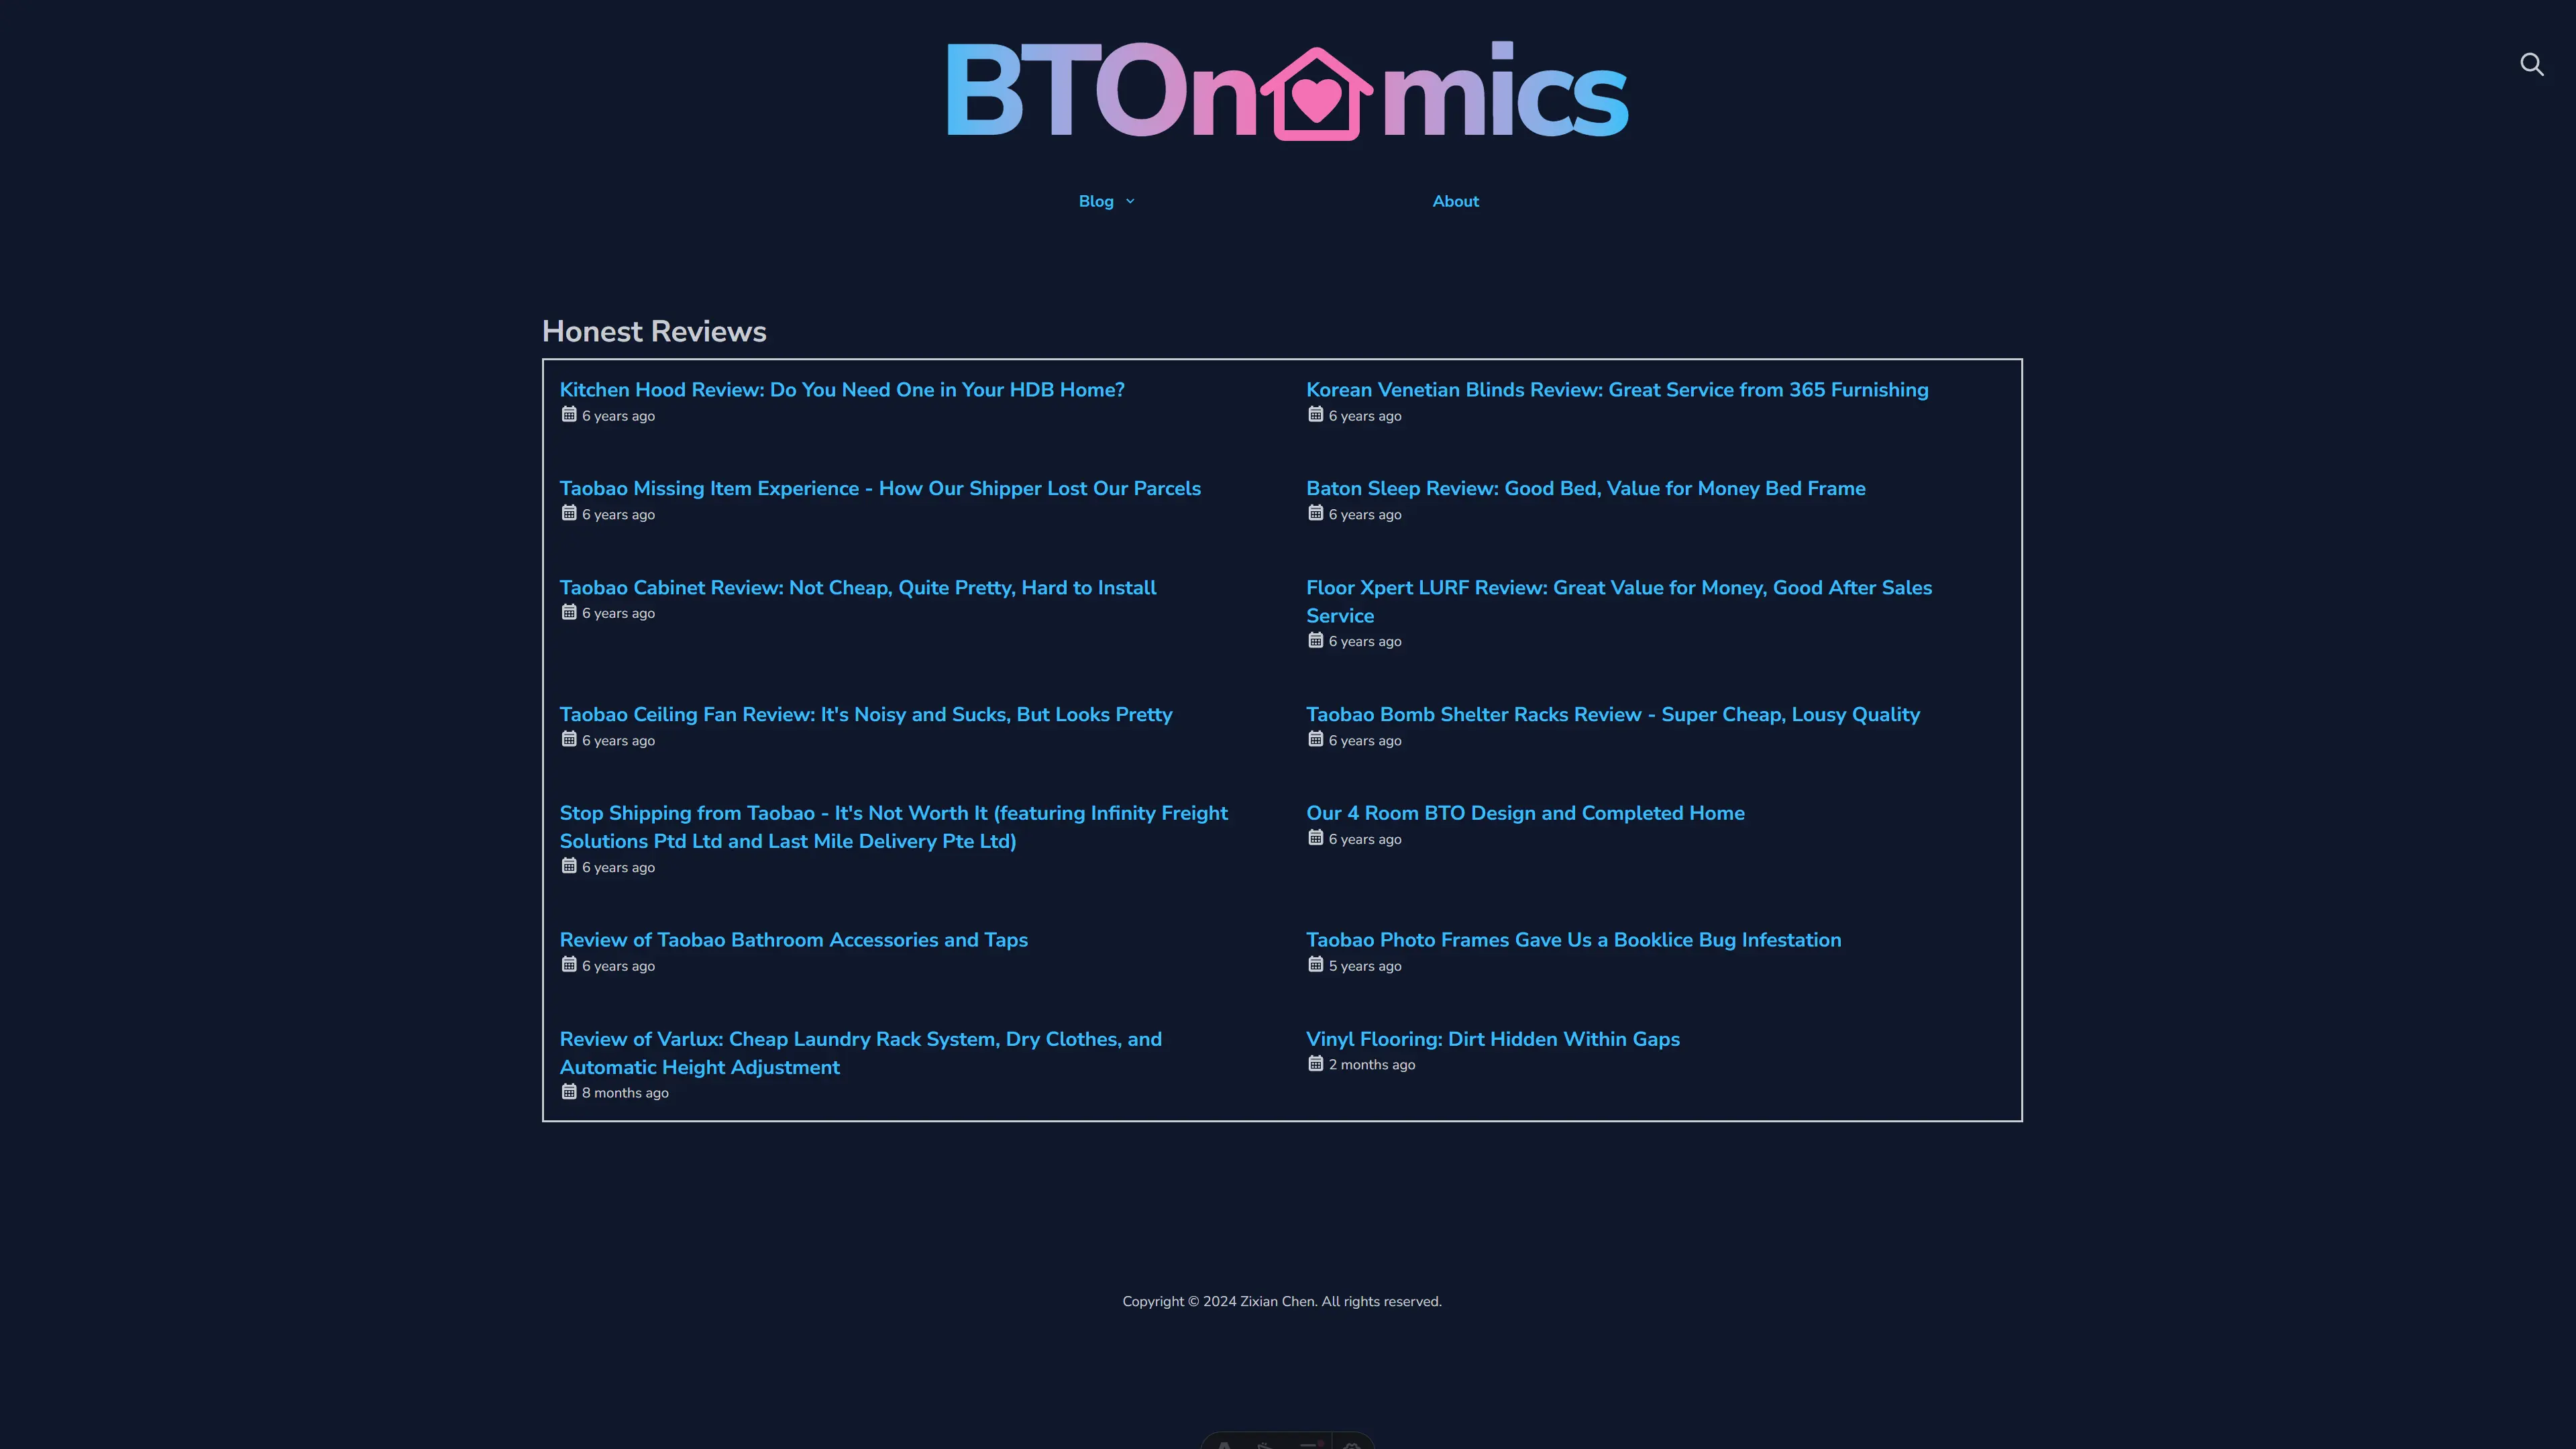 BTOnomics
Blog
About
Honest Reviews
Kitchen Hood Review: Do You Need One in Your HDB Home?
6 years ago
Korean Venetian Blinds Review: Great Service from 365 Furnishing
6 years ago
Taobao Missing Item Experience - How Our Shipper Lost Our Parcels
6 years ago
Baton Sleep Review: Good Bed, Value for Money Bed Frame
6 years ago
Taobao Cabinet Review: Not Cheap, Quite Pretty, Hard to Install
6 years ago
Floor Xpert LURF Review: Great Value for Money, Good After Sales
Service
6 years ago
Taobao Ceiling Fan Review: It's Noisy and Sucks, But Looks Pretty
6 years ago
Taobao Bomb Shelter Racks Review - Super Cheap, Lousy Quality
6 years ago
Stop Shipping from Taobao - It's Not Worth It (featuring Infinity Freight
Solutions Ptd Ltd and Last Mile Delivery Pte Ltd)
6 years ago
Our 4 Room BTO Design and Completed Home
6 years ago
Review of Taobao Bathroom Accessories and Taps
6 years ago
Taobao Photo Frames Gave Us a Booklice Bug Infestation
5 years ago
Review of Varlux: Cheap Laundry Rack System, Dry Clothes, and
Automatic Height Adjustment
8 months ago
Vinyl Flooring: Dirt Hidden Within Gaps
2 months ago
Copyright © 2024 Zixian Chen. All rights reserved.